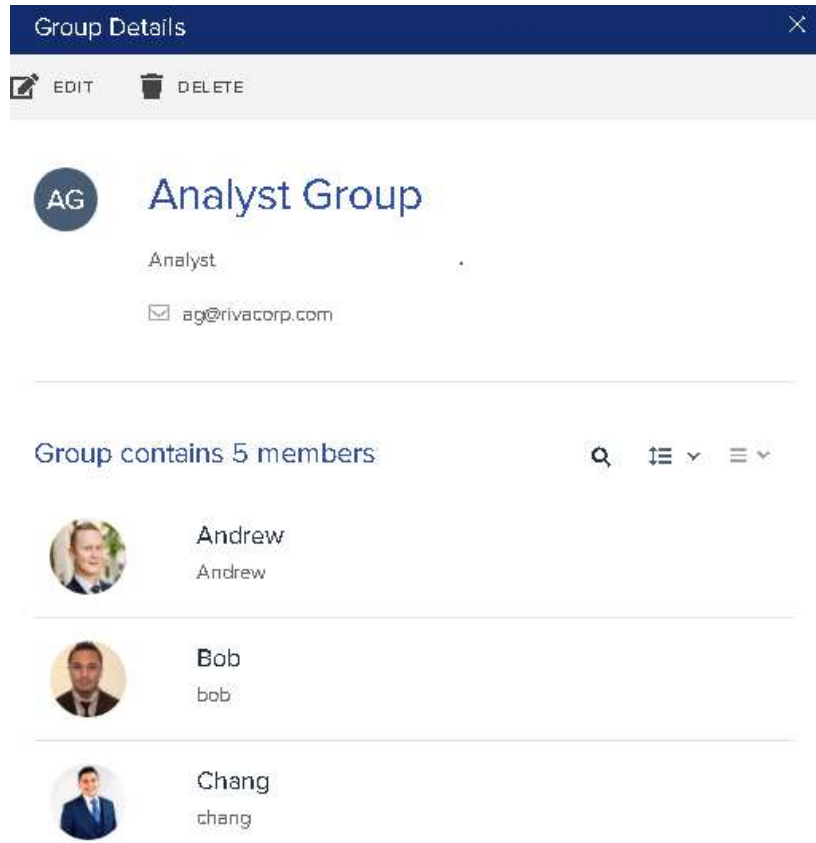 Group Details
EDIT DELETE
AG
Analyst Group
Analyst
ag@rivacorp.com
Group contains 5 members
Andrew
Andrew
Bob
bob
Chang
chang